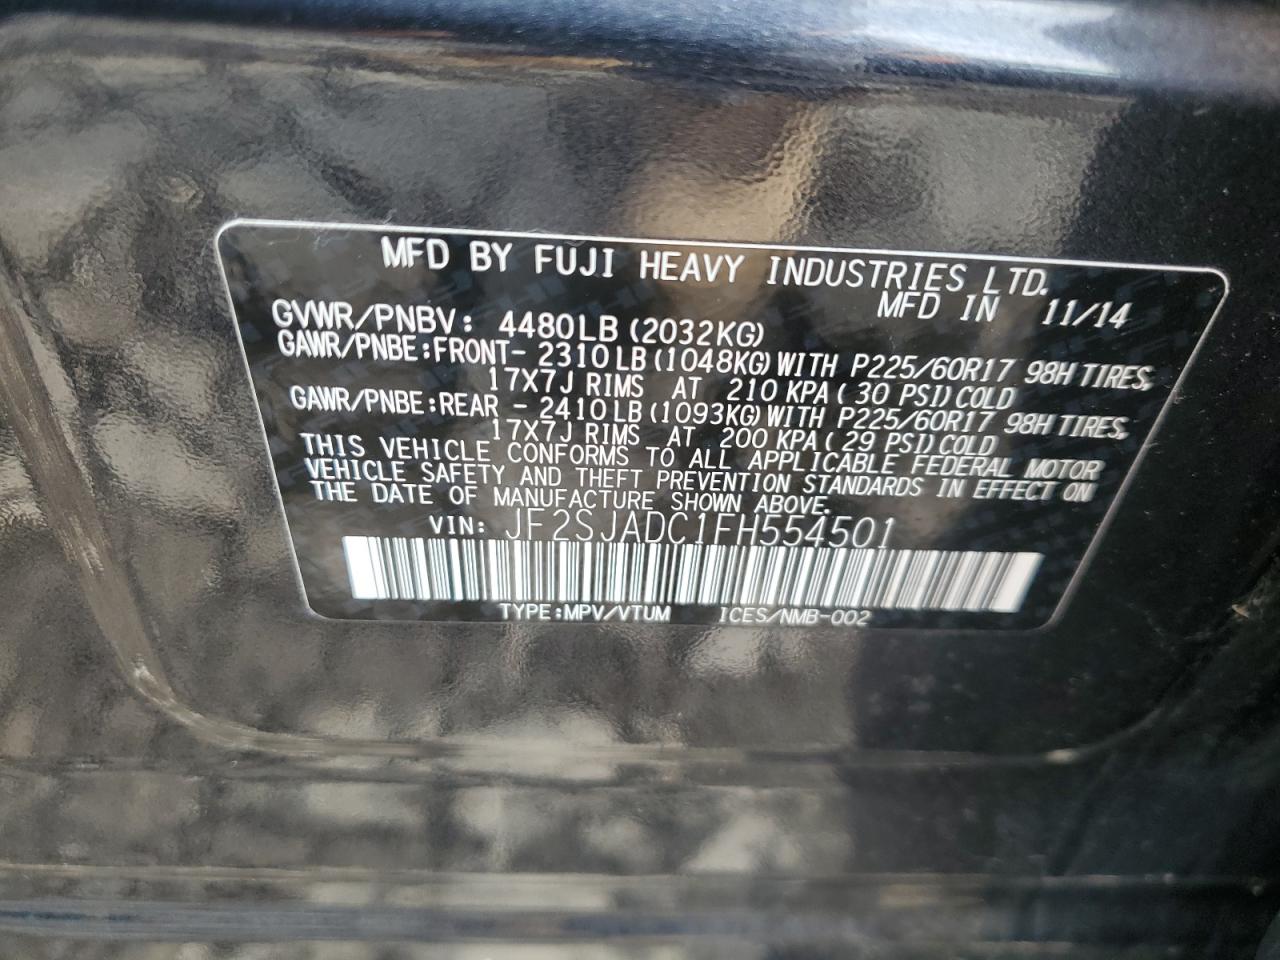 MFD BY FUJI HEAVY INDUSTRIES LTD.
MFD IN 11/14
GVWR/PNBV: 4480LB (2032KG)
GAWR/PNBE:FRONT- 2310LB(1048KG)WITH P225/60R17 98H TIRES,
17X7J RIMS AT 210 KPA( 30 PSI)COLD
GAWR/PNBE:REAR - 2410LB(1093KG)WITH P225/60R17 98H TIRES,
17X7J RIMS AT 200 KPA( 29 PSI)COLD
THIS VEHICLE CONFORMS TO ALL APPLICABLE FEDERAL MOTOR
VEHICLE SAFETY AND THEFT PREVENTION STANDARDS IN EFFECT ON
THE DATE OF MANUFACTURE SHOWN ABOVE.
VIN: JF2SJADC1FH554501
TYPE:MPV/VTUM ICES/NMB-002